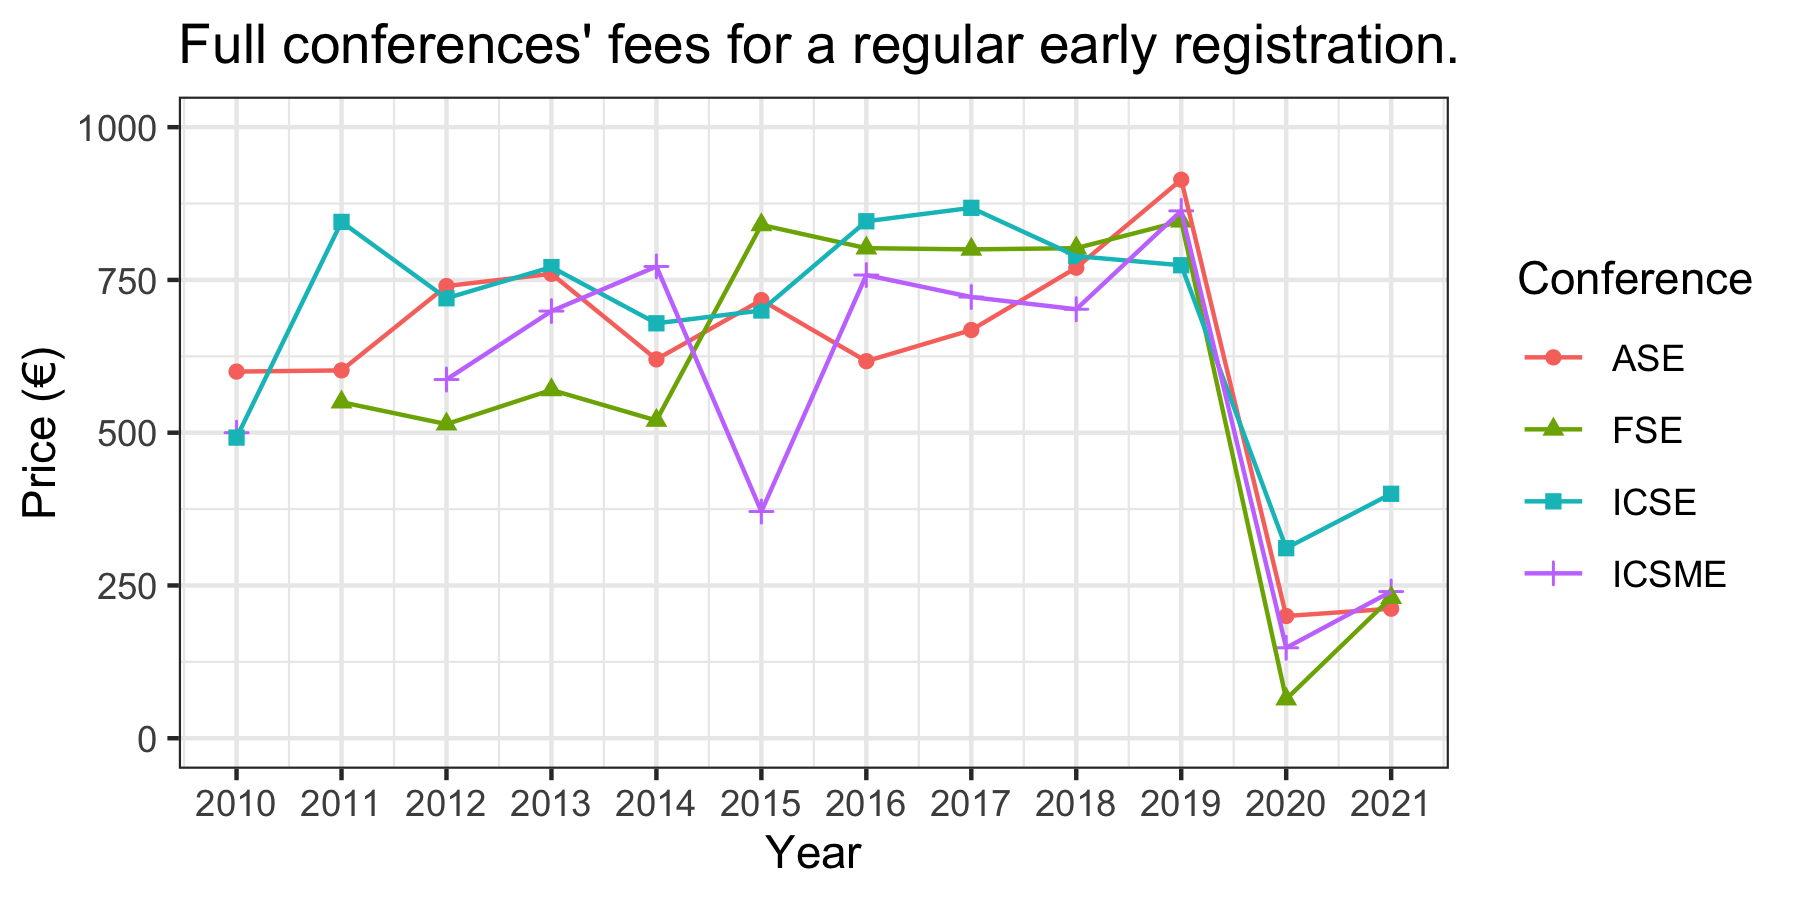 Full conferences' fees for a regular early registration.
1000
750
500
250
0
Price (€)
2010 2011 2012 2013 2014 2015 2016 2017 2018 2019 2020 2021
Year
Conference
ASE
FSE
ICSE
ICSME